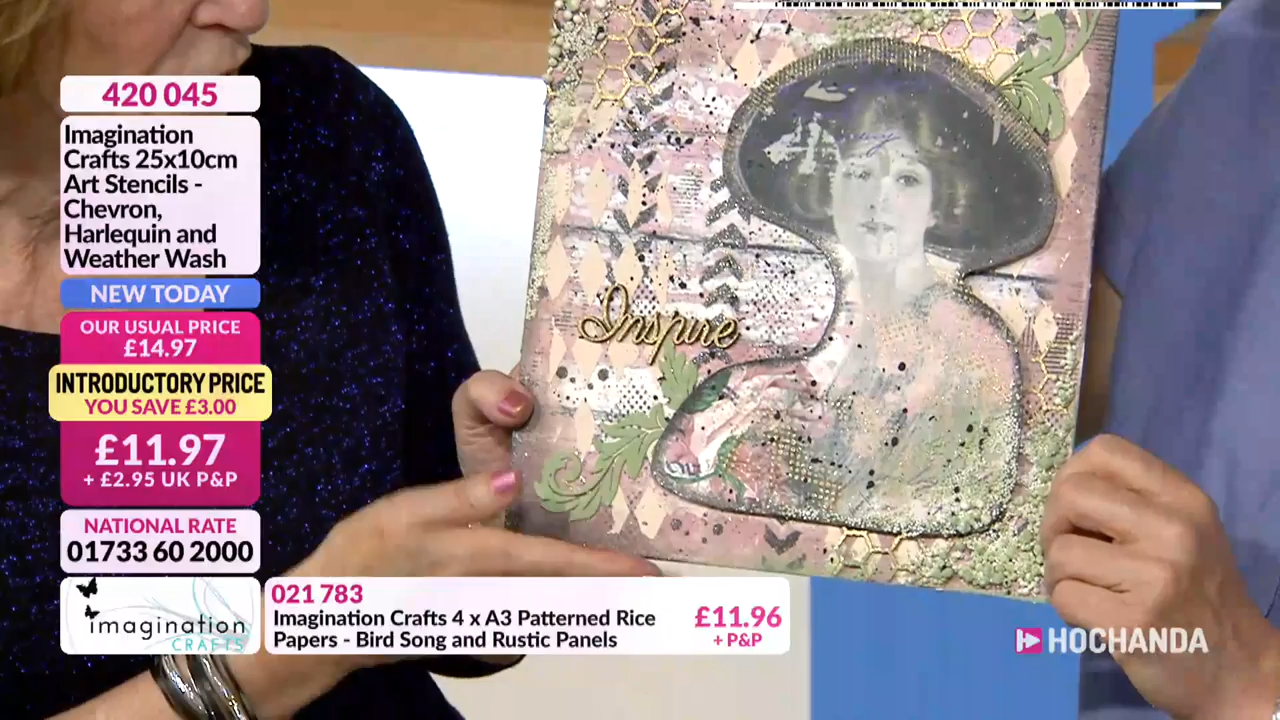 420 045
Imagination
Crafts 25x10cm
Art Stencils -
Chevron,
Harlequin and
Weather Wash
NEW TODAY
OUR USUAL PRICE
£14.97
INTRODUCTORY PRICE
YOU SAVE £3.00
£11.97
+ £2.95 UK P&P
NATIONAL RATE
01733 60 2000
imagination
CRAFTS
021 783
Imagination Crafts 4 x A3 Patterned Rice
Papers - Bird Song and Rustic Panels
£11.96
+ P&P
Inspire
HOCHANDA